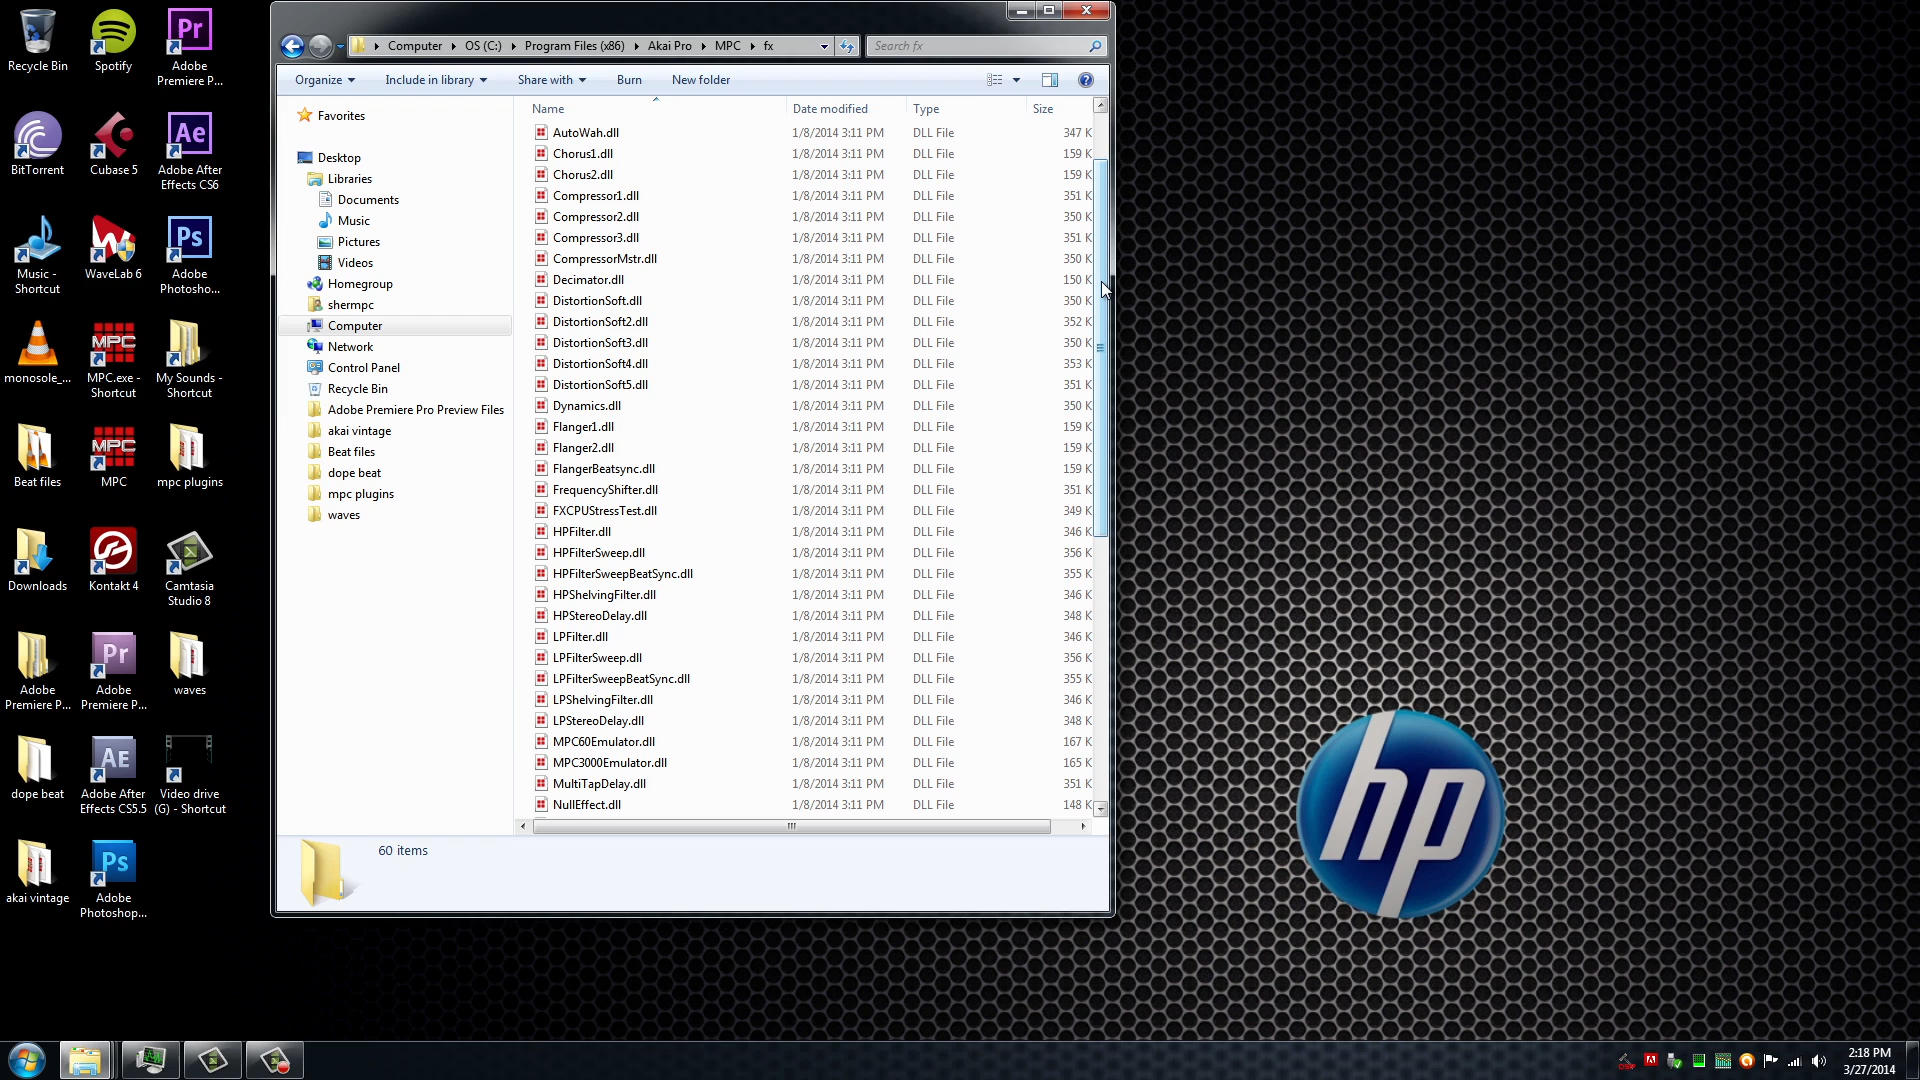 Recycle Bin
Spotify
Adobe
Premiere P...
BitTorrent
Cubase 5
Adobe After
Effects CS6
Music -
Shortcut
WaveLab 6
Adobe
Photosho...
monosole_...
MPC.exe -
Shortcut
My Sounds -
Shortcut
Beat files
MPC
mpc plugins
Downloads
Kontakt 4
Camtasia
Studio 8
Adobe
Premiere P...
Adobe
Premiere P...
waves
dope beat
Adobe After
Effects CS5.5
Video drive
(G) - Shortcut
akai vintage
Adobe
Photoshop...
Computer OS (C:) Program Files (x86) Akai Pro MPC fx
Search fx
Organize Include in library Share with Burn New folder
Favorites
Desktop
Libraries
Documents
Music
Pictures
Videos
Homegroup
shermpc
Computer
Network
Control Panel
Recycle Bin
Adobe Premiere Pro Preview Files
akai vintage
Beat files
dope beat
mpc plugins
waves
Name Date modified Type Size
AutoWah.dll 1/8/2014 3:11 PM DLL File 347 K
Chorus1.dll 1/8/2014 3:11 PM DLL File 159 K
Chorus2.dll 1/8/2014 3:11 PM DLL File 159 K
Compressor1.dll 1/8/2014 3:11 PM DLL File 351 K
Compressor2.dll 1/8/2014 3:11 PM DLL File 350 K
Compressor3.dll 1/8/2014 3:11 PM DLL File 351 K
CompressorMstr.dll 1/8/2014 3:11 PM DLL File 350 K
Decimator.dll 1/8/2014 3:11 PM DLL File 150 K
DistortionSoft.dll 1/8/2014 3:11 PM DLL File 350 K
DistortionSoft2.dll 1/8/2014 3:11 PM DLL File 352 K
DistortionSoft3.dll 1/8/2014 3:11 PM DLL File 350 K
DistortionSoft4.dll 1/8/2014 3:11 PM DLL File 353 K
DistortionSoft5.dll 1/8/2014 3:11 PM DLL File 351 K
Dynamics.dll 1/8/2014 3:11 PM DLL File 350 K
Flanger1.dll 1/8/2014 3:11 PM DLL File 159 K
Flanger2.dll 1/8/2014 3:11 PM DLL File 159 K
FlangerBeatsync.dll 1/8/2014 3:11 PM DLL File 159 K
FrequencyShifter.dll 1/8/2014 3:11 PM DLL File 351 K
FXCPUStressTest.dll 1/8/2014 3:11 PM DLL File 349 K
HPFilter.dll 1/8/2014 3:11 PM DLL File 346 K
HPFilterSweep.dll 1/8/2014 3:11 PM DLL File 356 K
HPFilterSweepBeatSync.dll 1/8/2014 3:11 PM DLL File 355 K
HPShelvingFilter.dll 1/8/2014 3:11 PM DLL File 346 K
HPStereoDelay.dll 1/8/2014 3:11 PM DLL File 348 K
LPFilter.dll 1/8/2014 3:11 PM DLL File 346 K
LPFilterSweep.dll 1/8/2014 3:11 PM DLL File 356 K
LPFilterSweepBeatSync.dll 1/8/2014 3:11 PM DLL File 355 K
LPShelvingFilter.dll 1/8/2014 3:11 PM DLL File 346 K
LPStereoDelay.dll 1/8/2014 3:11 PM DLL File 348 K
MPC60Emulator.dll 1/8/2014 3:11 PM DLL File 167 K
MPC3000Emulator.dll 1/8/2014 3:11 PM DLL File 165 K
MultiTapDelay.dll 1/8/2014 3:11 PM DLL File 351 K
NullEffect.dll 1/8/2014 3:11 PM DLL File 148 K
60 items
hp
2:18 PM
3/27/2014